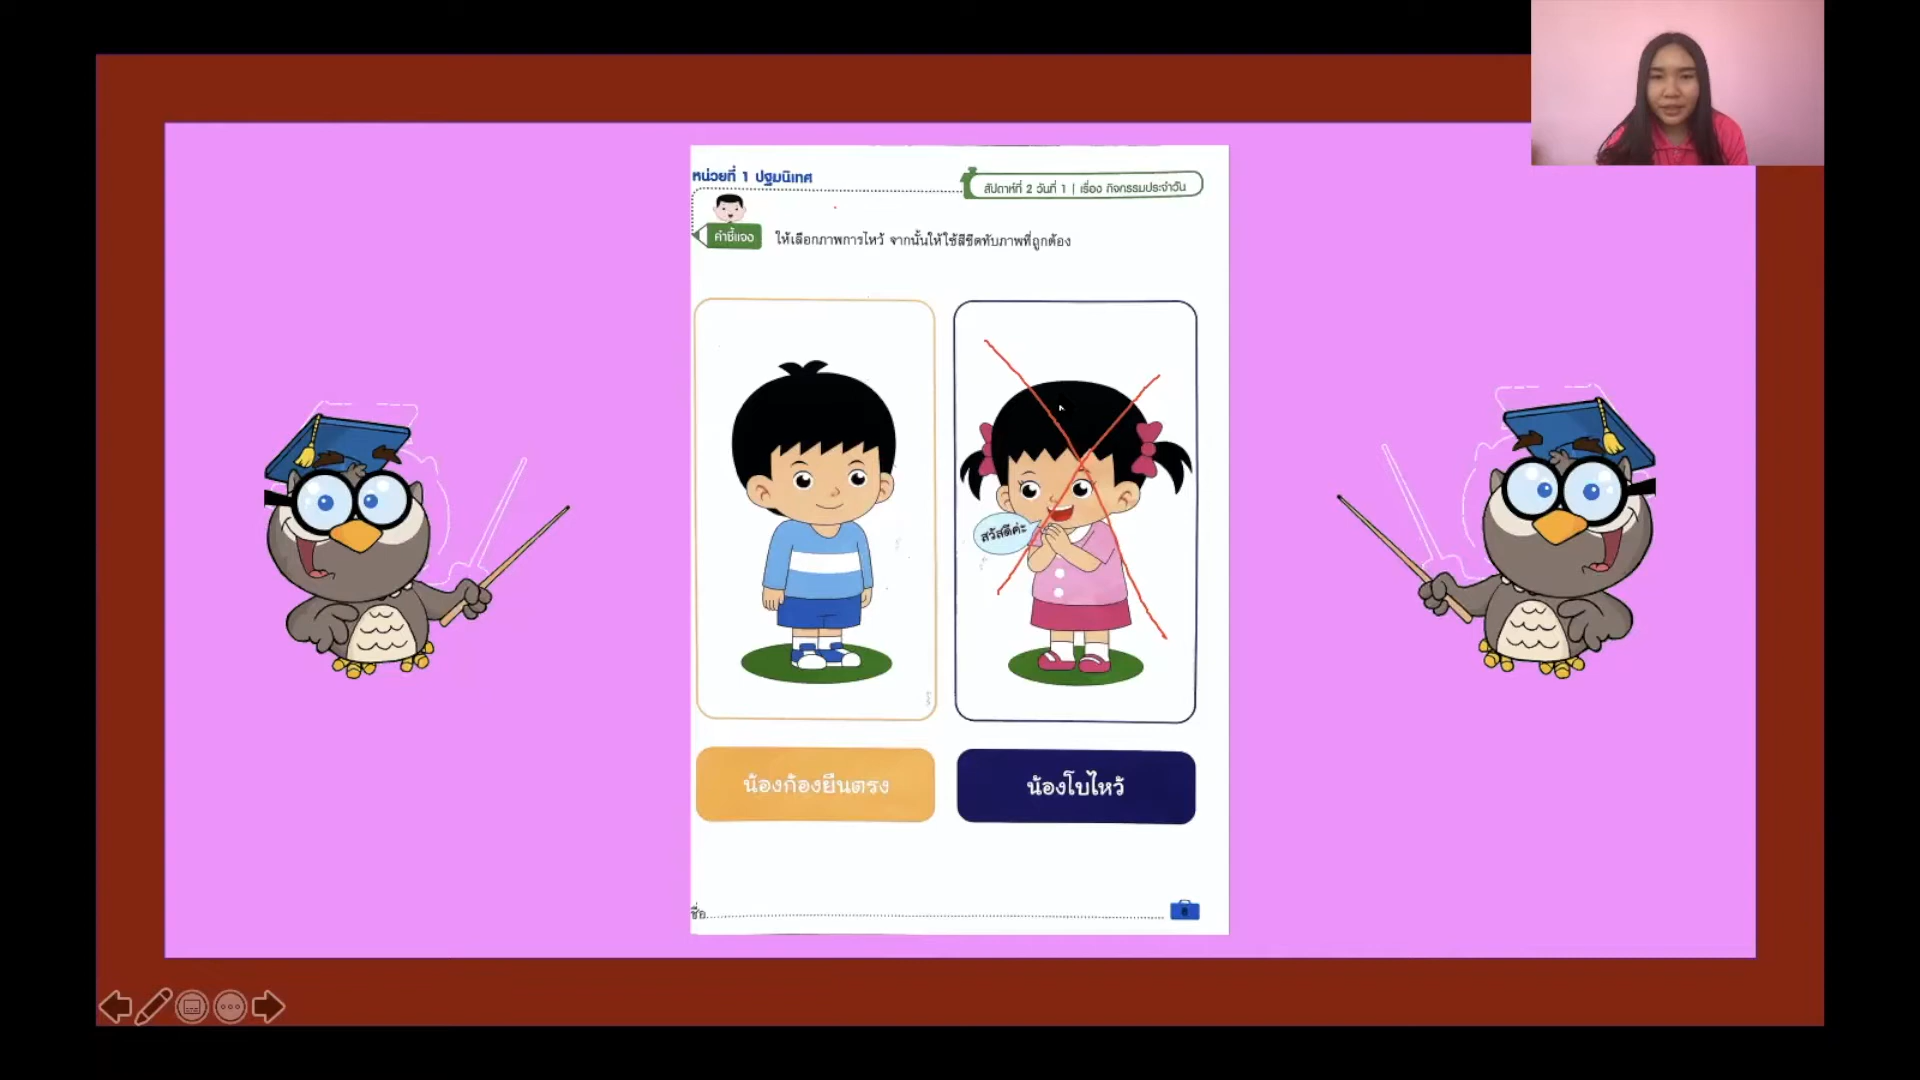 หน่วยที่ 1 ปฐมนิเทศ
สัปดาห์ที่ 2 วันที่ 1 | เรื่อง กิจกรรมประจำวัน
คำชี้แจง
ให้เลือกภาพการไหว้ จากนั้นให้ใช้สีขีดทับภาพที่ถูกต้อง
สวัสดีค่ะ
น้องก้องยืนตรง
น้องโบไหว้
ชื่อ
8